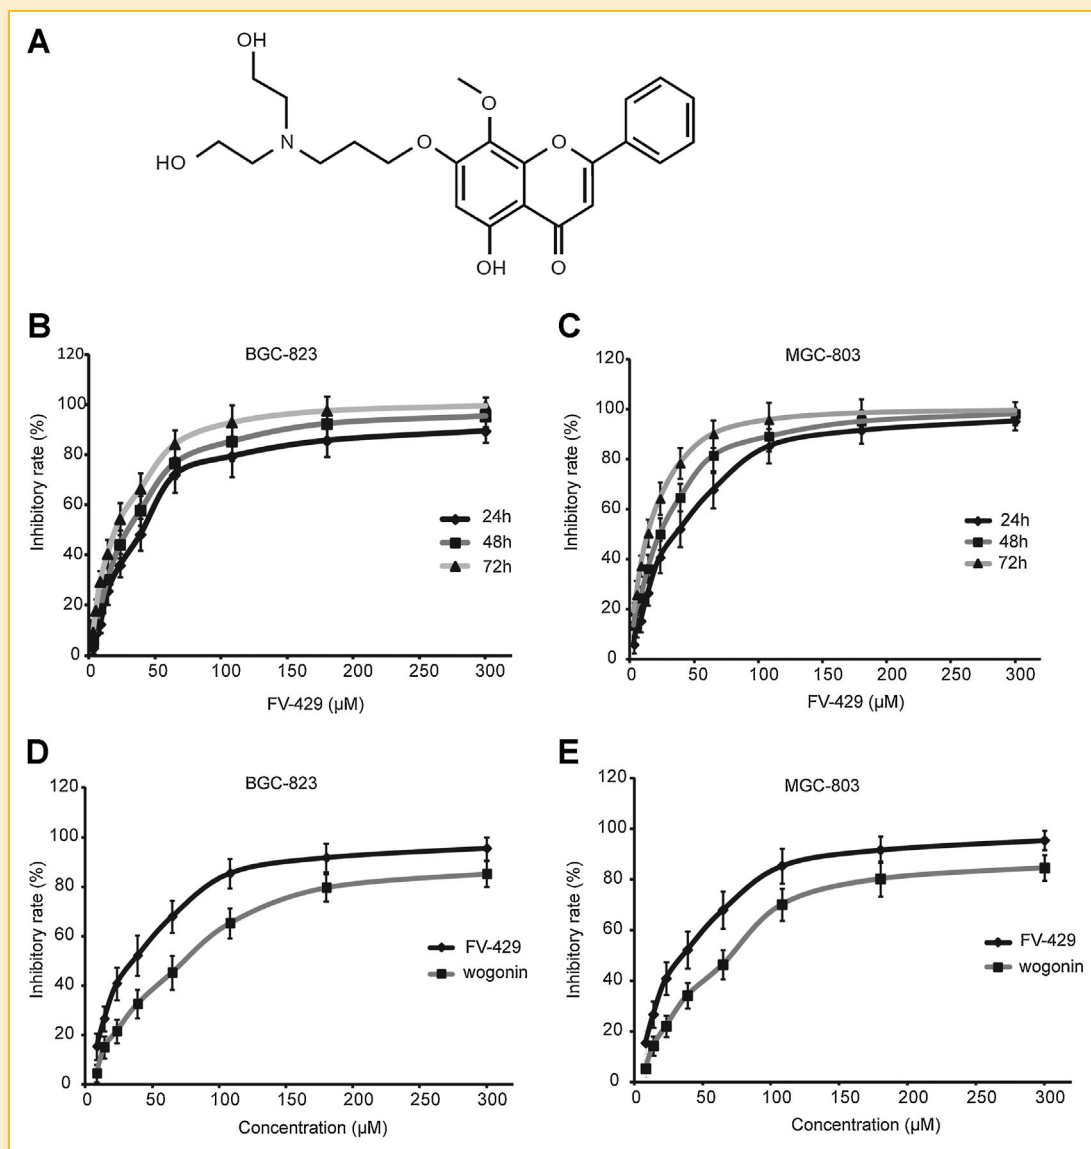 A
OH
HO
N
O
O
O
OH
O
B
BGC-823
120
100
80
60
40
20
0
Inhibitory rate (%)
24h
48h
72h
0 50 100 150 200 250 300
FV-429 (µM)
C
MGC-803
120
100
80
60
40
20
0
Inhibitory rate (%)
24h
48h
72h
0 50 100 150 200 250 300
FV-429 (µM)
D
BGC-823
120
100
80
60
40
20
0
Inhibitory rate (%)
FV-429
wogonin
0 50 100 150 200 250 300
Concentration (µM)
E
MGC-803
120
100
80
60
40
20
0
Inhibitory rate (%)
FV-429
wogonin
0 50 100 150 200 250 300
Concentration (µM)